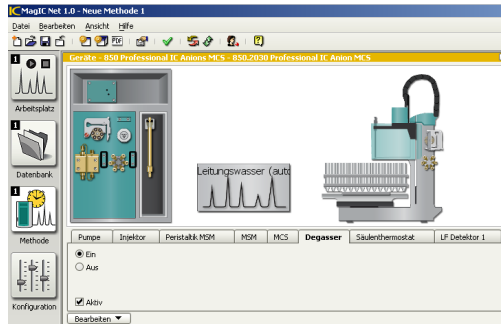 MagIC Net 1.0 - Neue Methode 1
Datei Bearbeiten Ansicht Hilfe
PDF
Geräte - 850 Professional IC Anions MCS - 850.2030 Professional IC Anion MCS
1
Arbeitsplatz
1
Datenbank
1
Methode
Konfiguration
Leitungswasser (auto
Pumpe Injektor Peristaltik MSM MSM MCS Degasser Säulenthermostat LF Detektor 1
Ein
Aus
Aktiv
Bearbeiten